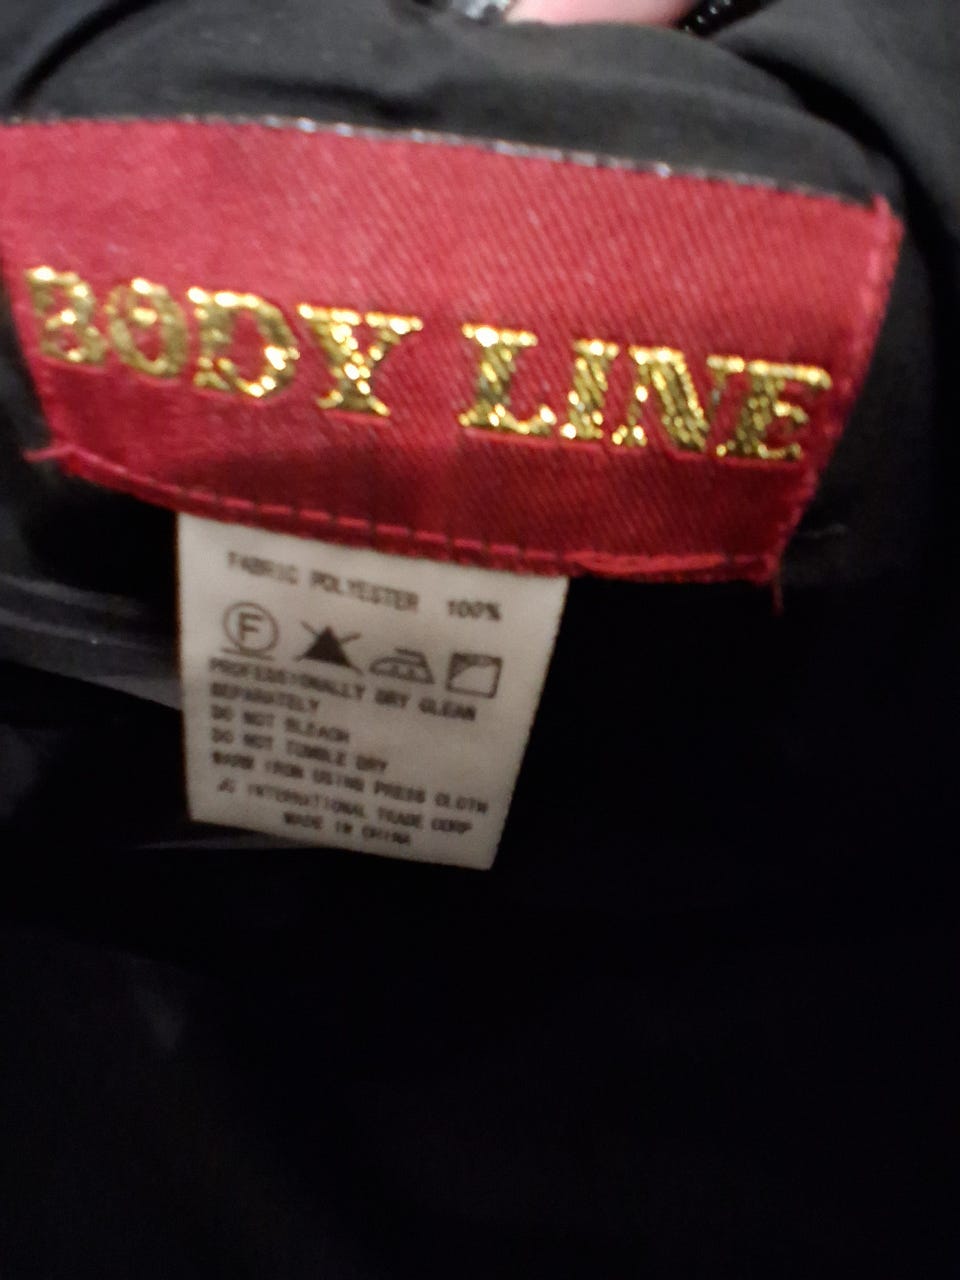 BODY LINE
FABRIC POLYESTER 100%
F
PROFESSIONALLY DRY CLEAN
SEPARATELY
DO NOT BLEACH
DO NOT TUMBLE DRY
WARM IRON USING PRESS CLOTH
INTERNATIONAL TRADE CORP
MADE IN CHINA